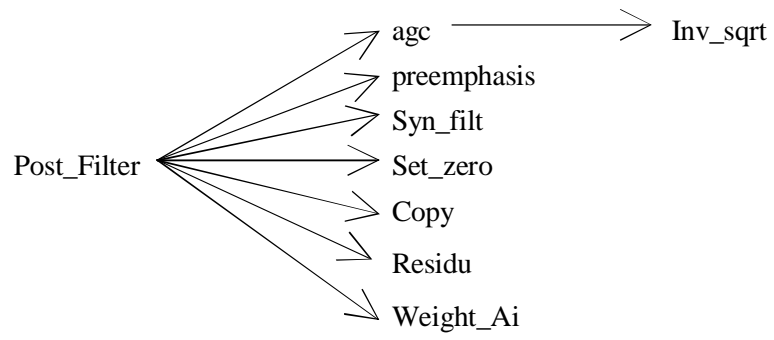 agc Inv_sqrt
preemphasis
Syn_filt
Post_Filter Set_zero
Copy
Residu
Weight_Ai